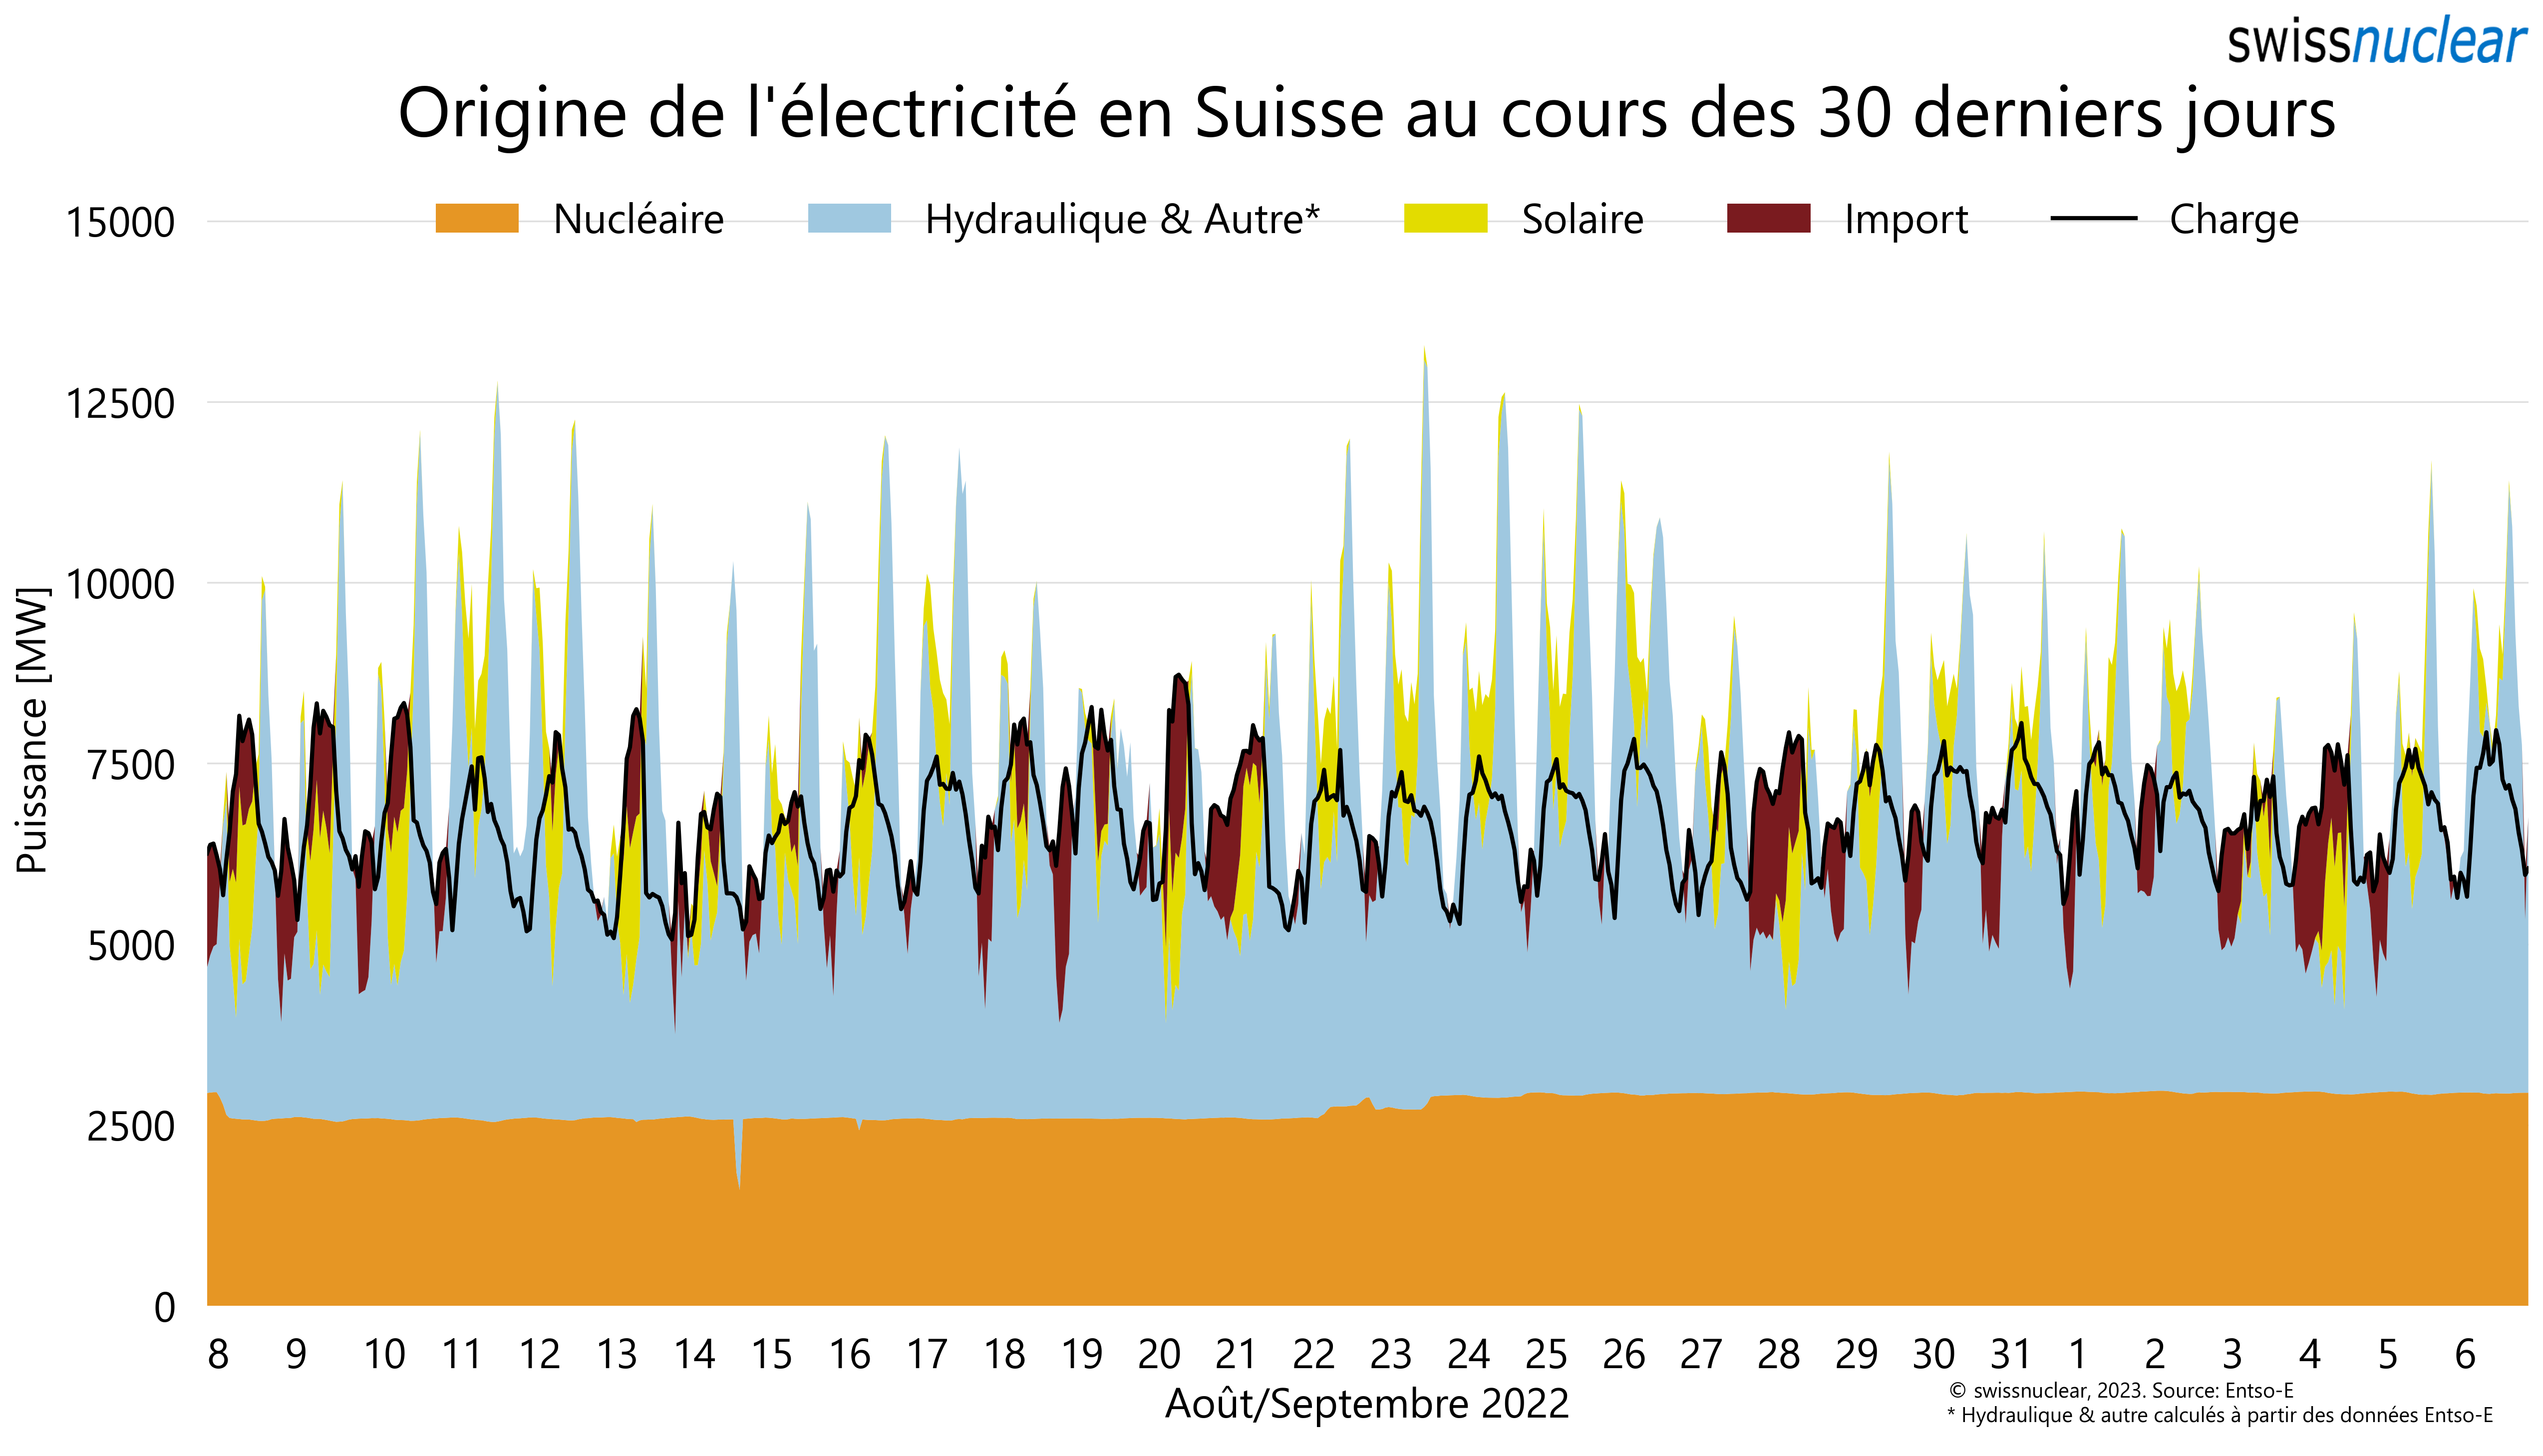 swissnuclear
Origine de l'électricité en Suisse au cours des 30 derniers jours
Nucléaire Hydraulique & Autre* Solaire Import Charge
15000
12500
10000
7500
5000
2500
0
Puissance [MW]
8 9 10 11 12 13 14 15 16 17 18 19 20 21 22 23 24 25 26 27 28 29 30 31 1 2 3 4 5 6
Août/Septembre 2022
© swissnuclear, 2023. Source: Entso-E
* Hydraulique & autre calculés à partir des données Entso-E